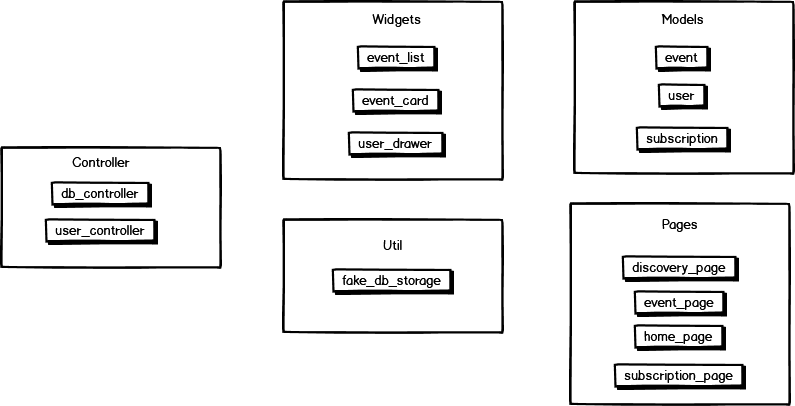 Widgets
event_list
event_card
user_drawer
Models
event
user
subscription
Controller
db_controller
user_controller
Util
fake_db_storage
Pages
discovery_page
event_page
home_page
subscription_page